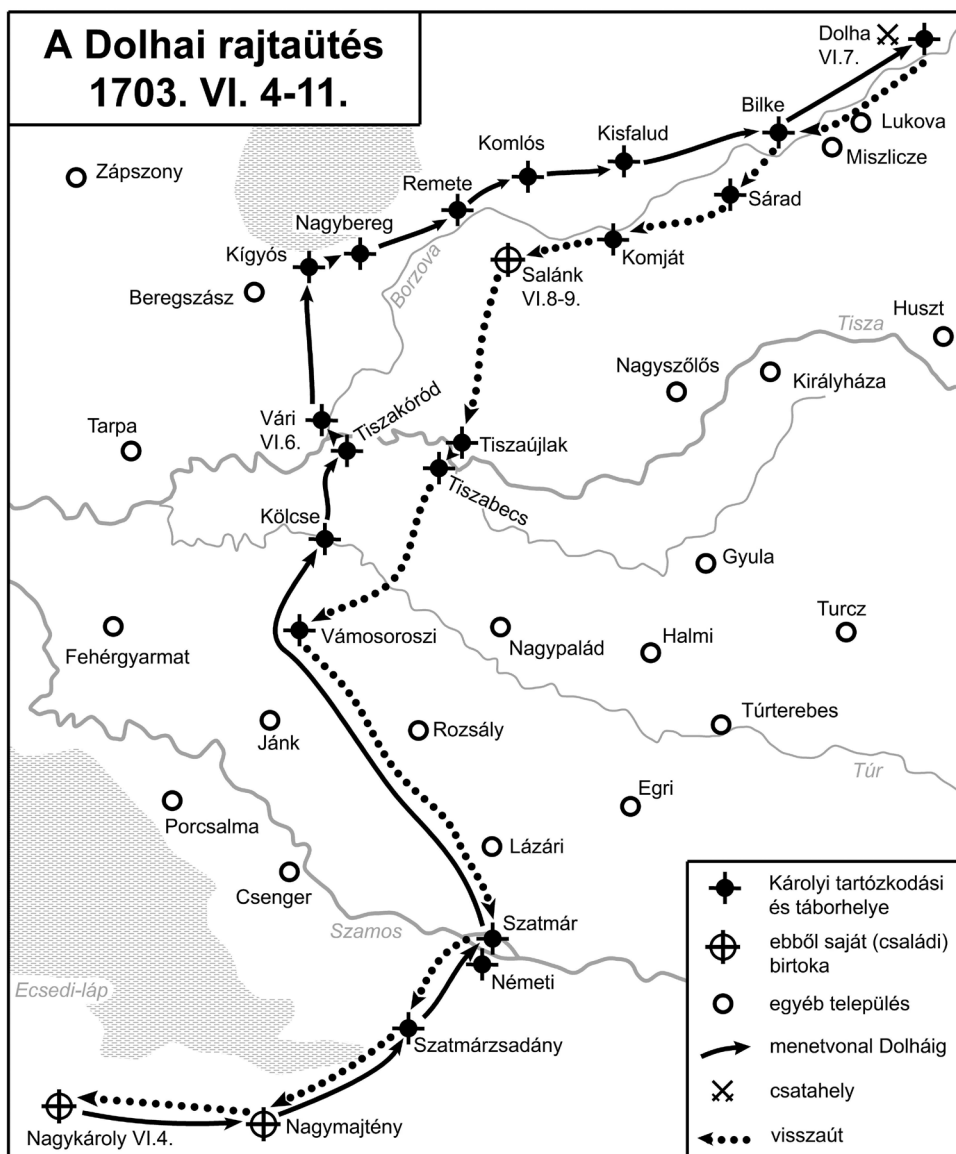 A Dolhai rajtaütés
1703. VI. 4-11.
Dolha
VI.7.
Bilke
Lukova
Miszlicze
Kisfalud
Komlós
Zápszony
Remete
Sárad
Nagybereg
Kígyós
Komját
Borzova
Salánk
VI.8-9.
Beregszász
Huszt
Tisza
Nagyszőlős
Királyháza
Tiszakóród
Vári
VI.6.
Tarpa
Tiszaújlak
Tiszabecs
Kölcse
Gyula
Turcz
Vámosoroszi
Nagypalád
Halmi
Fehérgyarmat
Túrterebes
Jánk
Rozsály
Túr
Egri
Porcsalma
Lázári
Csenger
Szatmár
Szamos
Németi
Ecsedi-láp
Szatmárzsadány
Nagymajtény
Nagykároly VI.4.
Károlyi tartózkodási
és táborhelye
ebből saját (családi)
birtoka
egyéb település
menetvonal Dolháig
csatahely
visszaút